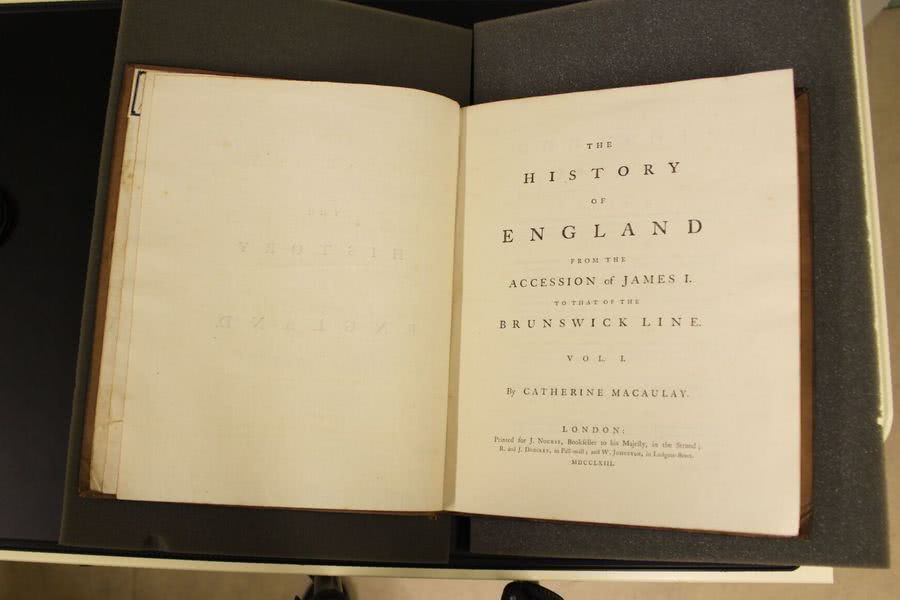 THE
HISTORY
OF
ENGLAND
FROM THE
ACCESSION of JAMES I.
TO THAT OF THE
BRUNSWICK LINE.
VOL. I.
By CATHERINE MACAULAY.
LONDON:
Printed for J. NOURSE, Bookſeller to his Majeſty, in the Strand;
R. and J. DODSLEY, in Pall-mall; and W. JOHNSTON, in Ludgate-ſtreet.
MDCCLXIII.